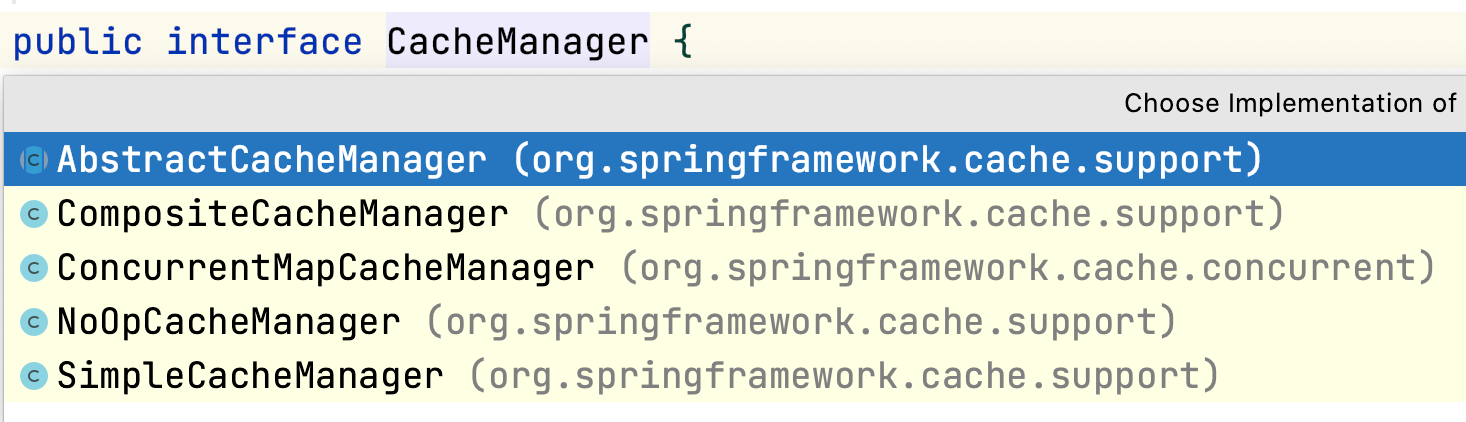 public interface CacheManager {
Choose Implementation of
C AbstractCacheManager (org.springframework.cache.support)
C CompositeCacheManager (org.springframework.cache.support)
C ConcurrentMapCacheManager (org.springframework.cache.concurrent)
C NoOpCacheManager (org.springframework.cache.support)
C SimpleCacheManager (org.springframework.cache.support)